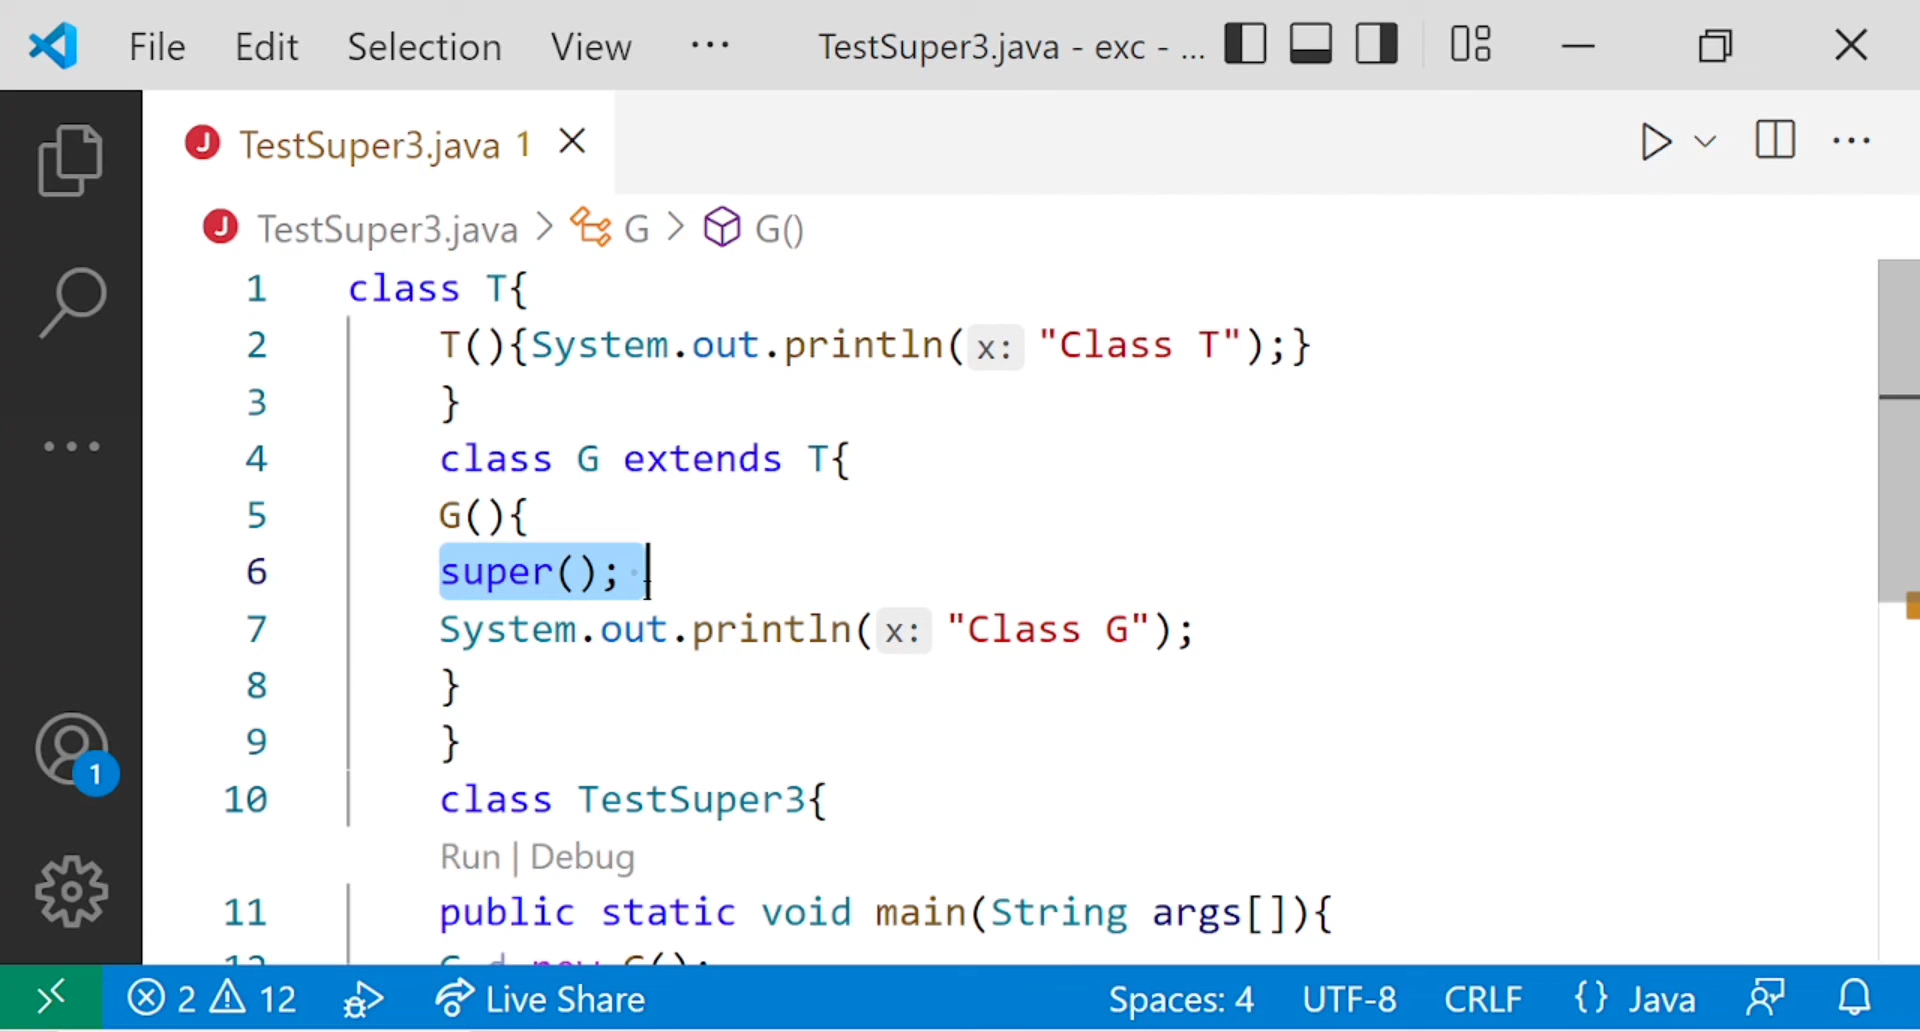 File Edit Selection View ··· TestSuper3.java - exc - ...
TestSuper3.java 1
TestSuper3.java > G > G()
1 class T{
2 T(){System.out.println(x: "Class T");}
3 }
4 class G extends T{
5 G(){
6 super();
7 System.out.println(x: "Class G");
8 }
9 }
10 class TestSuper3{
Run | Debug
11 public static void main(String args[]){
1
2 12 Live Share Spaces: 4 UTF-8 CRLF {} Java